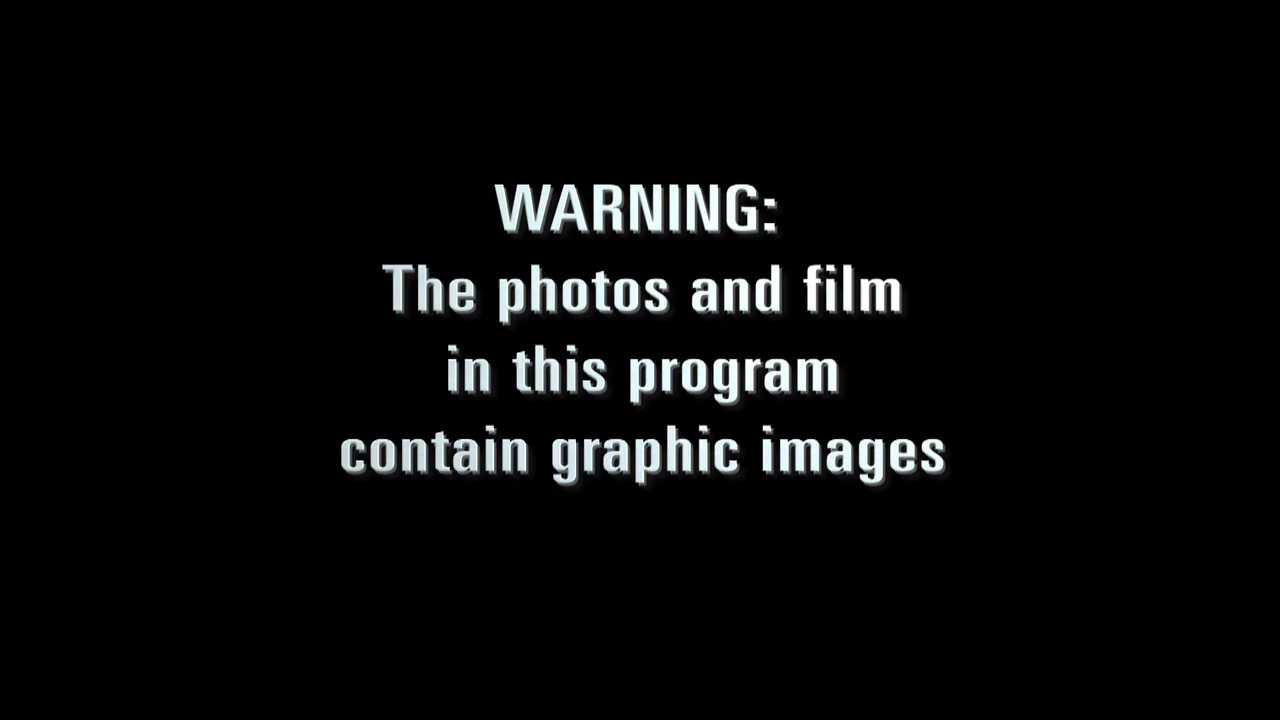 WARNING:
The photos and film
in this program
contain graphic images